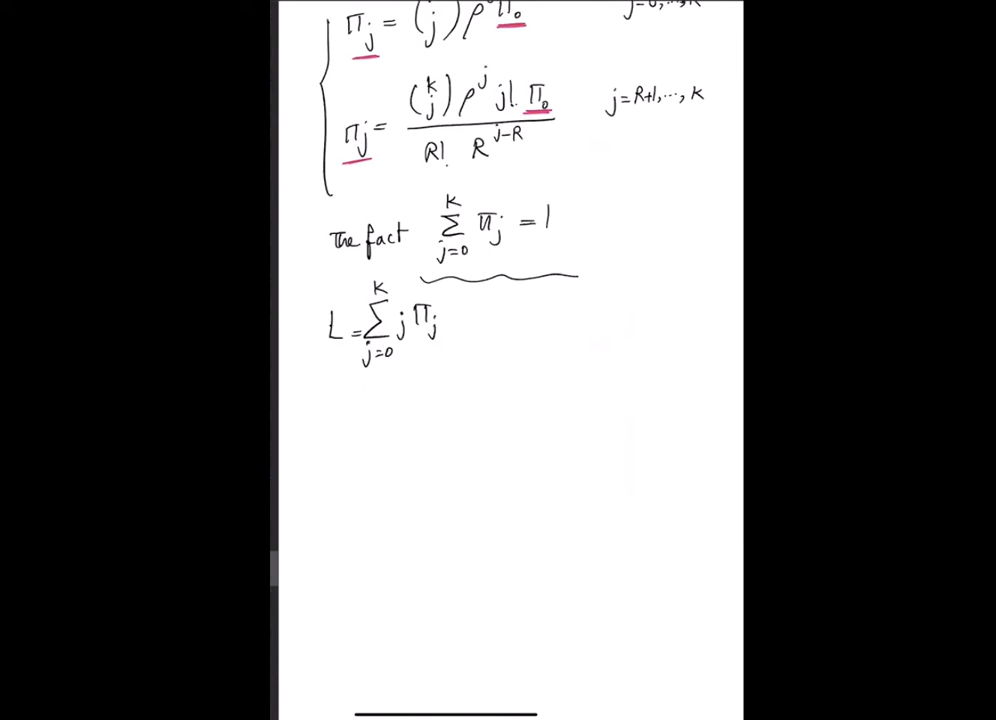 Πj = (j) ρ Π0 j=0,...,R
Πj = (k j) ρ^j j! Π0 / R! R^(j-R) j=R+1,...,k
The fact Σ_{j=0}^{K} Πj = 1
L = Σ_{j=0}^{K} j Πj